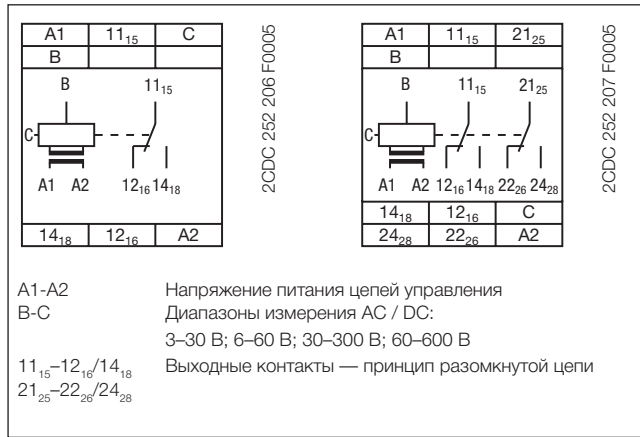 A1 11₁₅ C
B
B 11₁₅
C
A1 A2 12₁₆ 14₁₈
14₁₈ 12₁₆ A2
2CDC 252 206 F0005
A1 11₁₅ 21₂₅
B
B 11₁₅ 21₂₅
C
A1 A2 12₁₆ 14₁₈ 22₂₆ 24₂₈
14₁₈ 12₁₆ C
24₂₈ 22₂₆ A2
2CDC 252 207 F0005
A1-A2 Напряжение питания цепей управления
B-C Диапазоны измерения AC / DC:
3–30 В; 6–60 В; 30–300 В; 60–600 В
11₁₅–12₁₆/14₁₈ Выходные контакты — принцип разомкнутой цепи
21₂₅–22₂₆/24₂₈